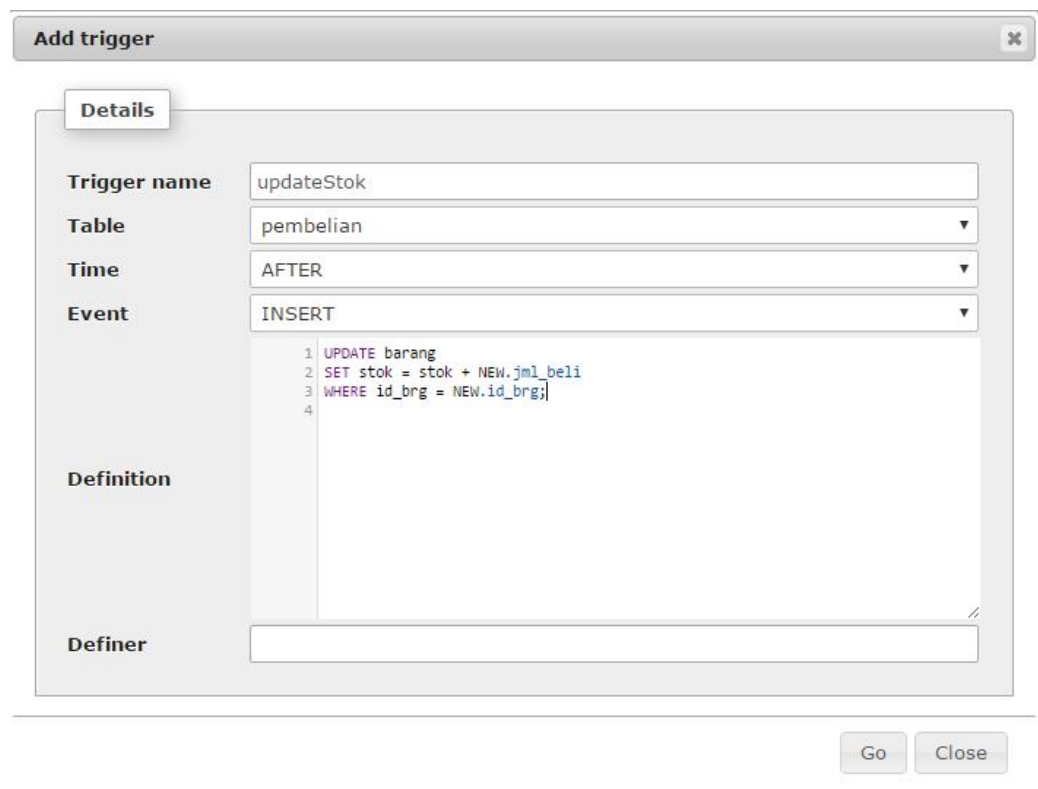 Add trigger
Details
Trigger name updateStok
Table pembelian
Time AFTER
Event INSERT
1 UPDATE barang
2 SET stok = stok + NEW.jml_beli
3 WHERE id_brg = NEW.id_brg;
4
Definition
Definer
Go Close